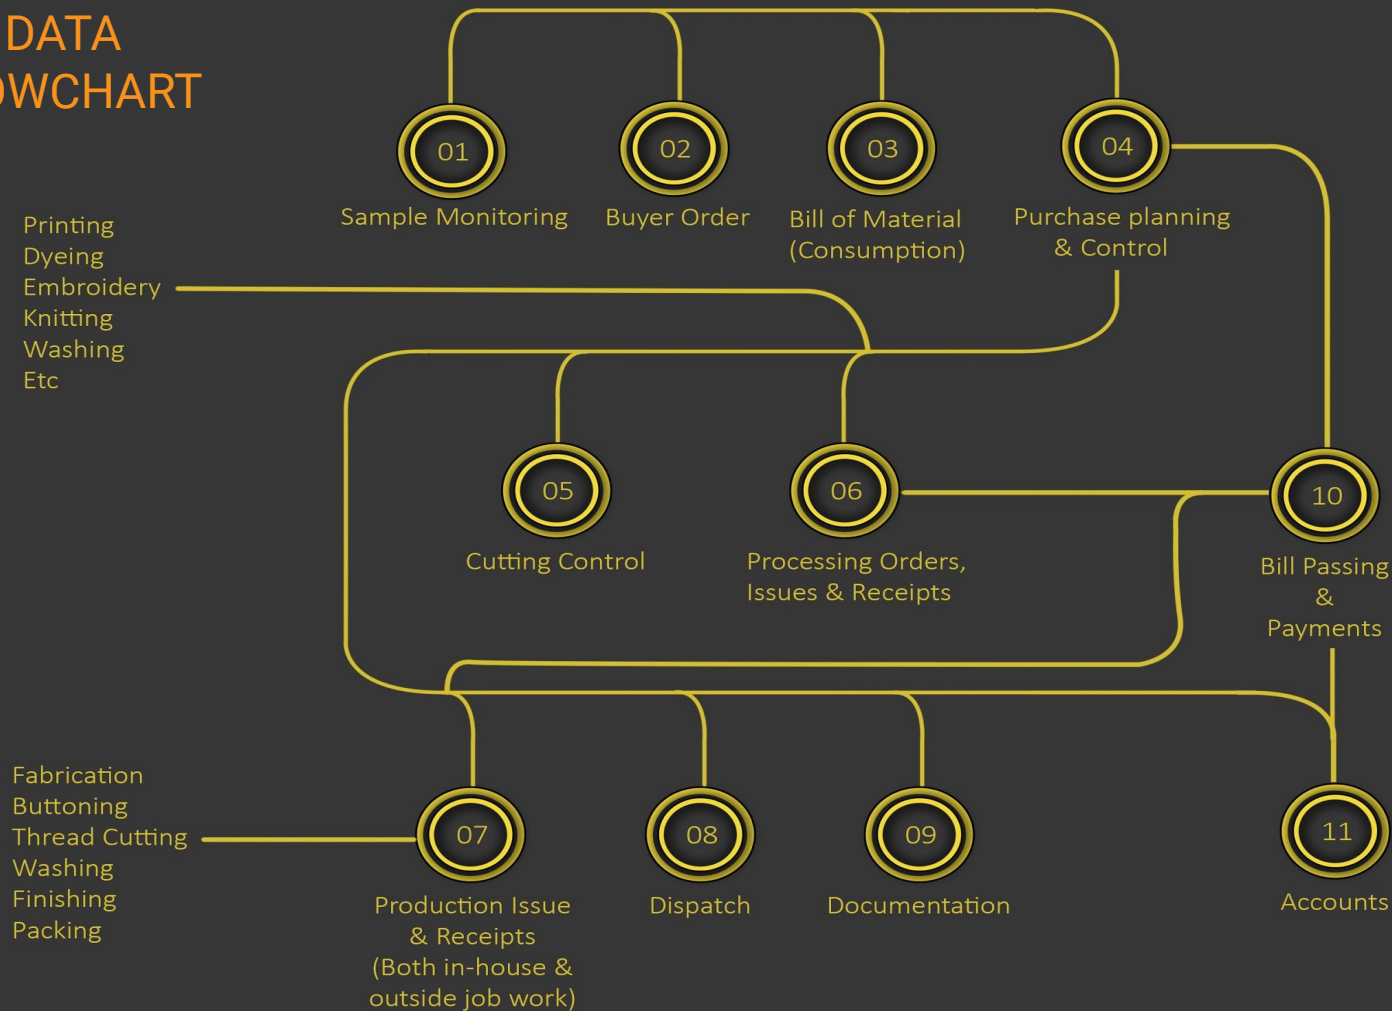 DATA
OWCHART
01
02
03
04
Sample Monitoring
Buyer Order
Bill of Material
(Consumption)
Purchase planning
& Control
Printing
Dyeing
Embroidery
Knitting
Washing
Etc
05
06
10
Cutting Control
Processing Orders,
Issues & Receipts
Bill Passing
&
Payments
Fabrication
Buttoning
Thread Cutting
Washing
Finishing
Packing
07
08
09
11
Production Issue
& Receipts
(Both in-house &
outside job work)
Dispatch
Documentation
Accounts